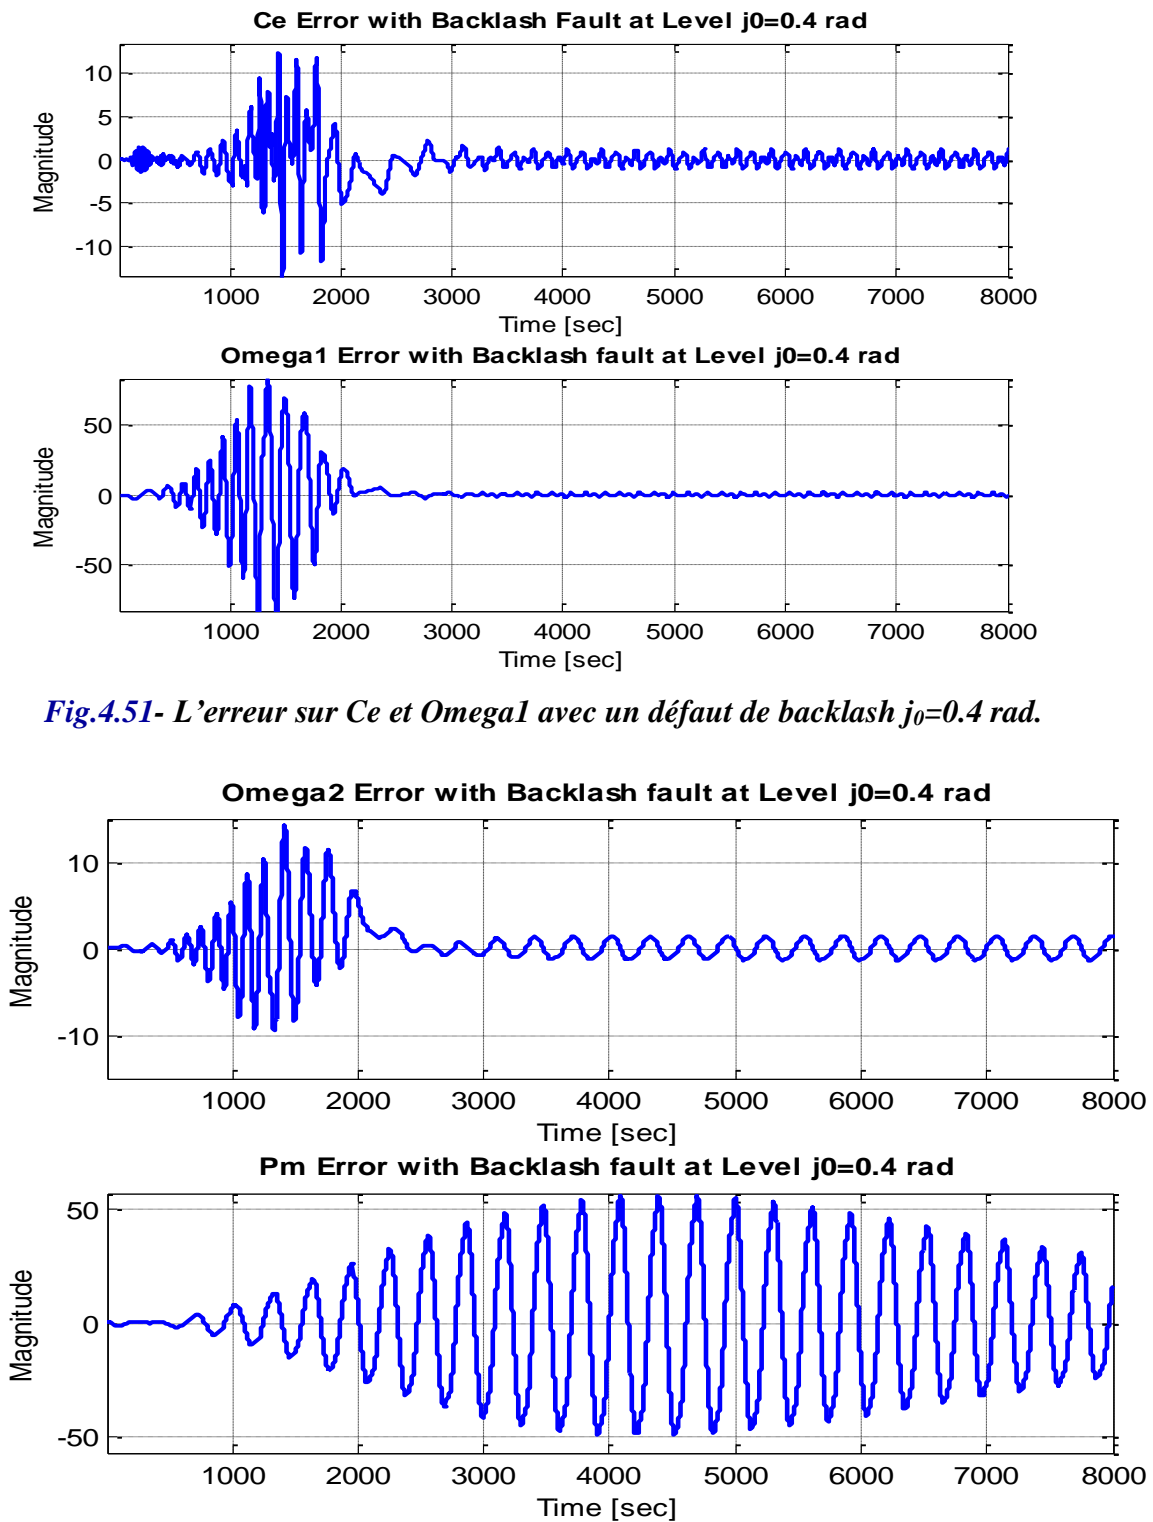 Ce Error with Backlash Fault at Level j0=0.4 rad
Magnitude
10
5
0
-5
-10
1000 2000 3000 4000 5000 6000 7000 8000
Time [sec]
Omega1 Error with Backlash fault at Level j0=0.4 rad
Magnitude
50
0
-50
1000 2000 3000 4000 5000 6000 7000 8000
Time [sec]
Fig.4.51- L’erreur sur Ce et Omega1 avec un défaut de backlash j0=0.4 rad.
Omega2 Error with Backlash fault at Level j0=0.4 rad
Magnitude
10
0
-10
1000 2000 3000 4000 5000 6000 7000 8000
Time [sec]
Pm Error with Backlash fault at Level j0=0.4 rad
Magnitude
50
0
-50
1000 2000 3000 4000 5000 6000 7000 8000
Time [sec]